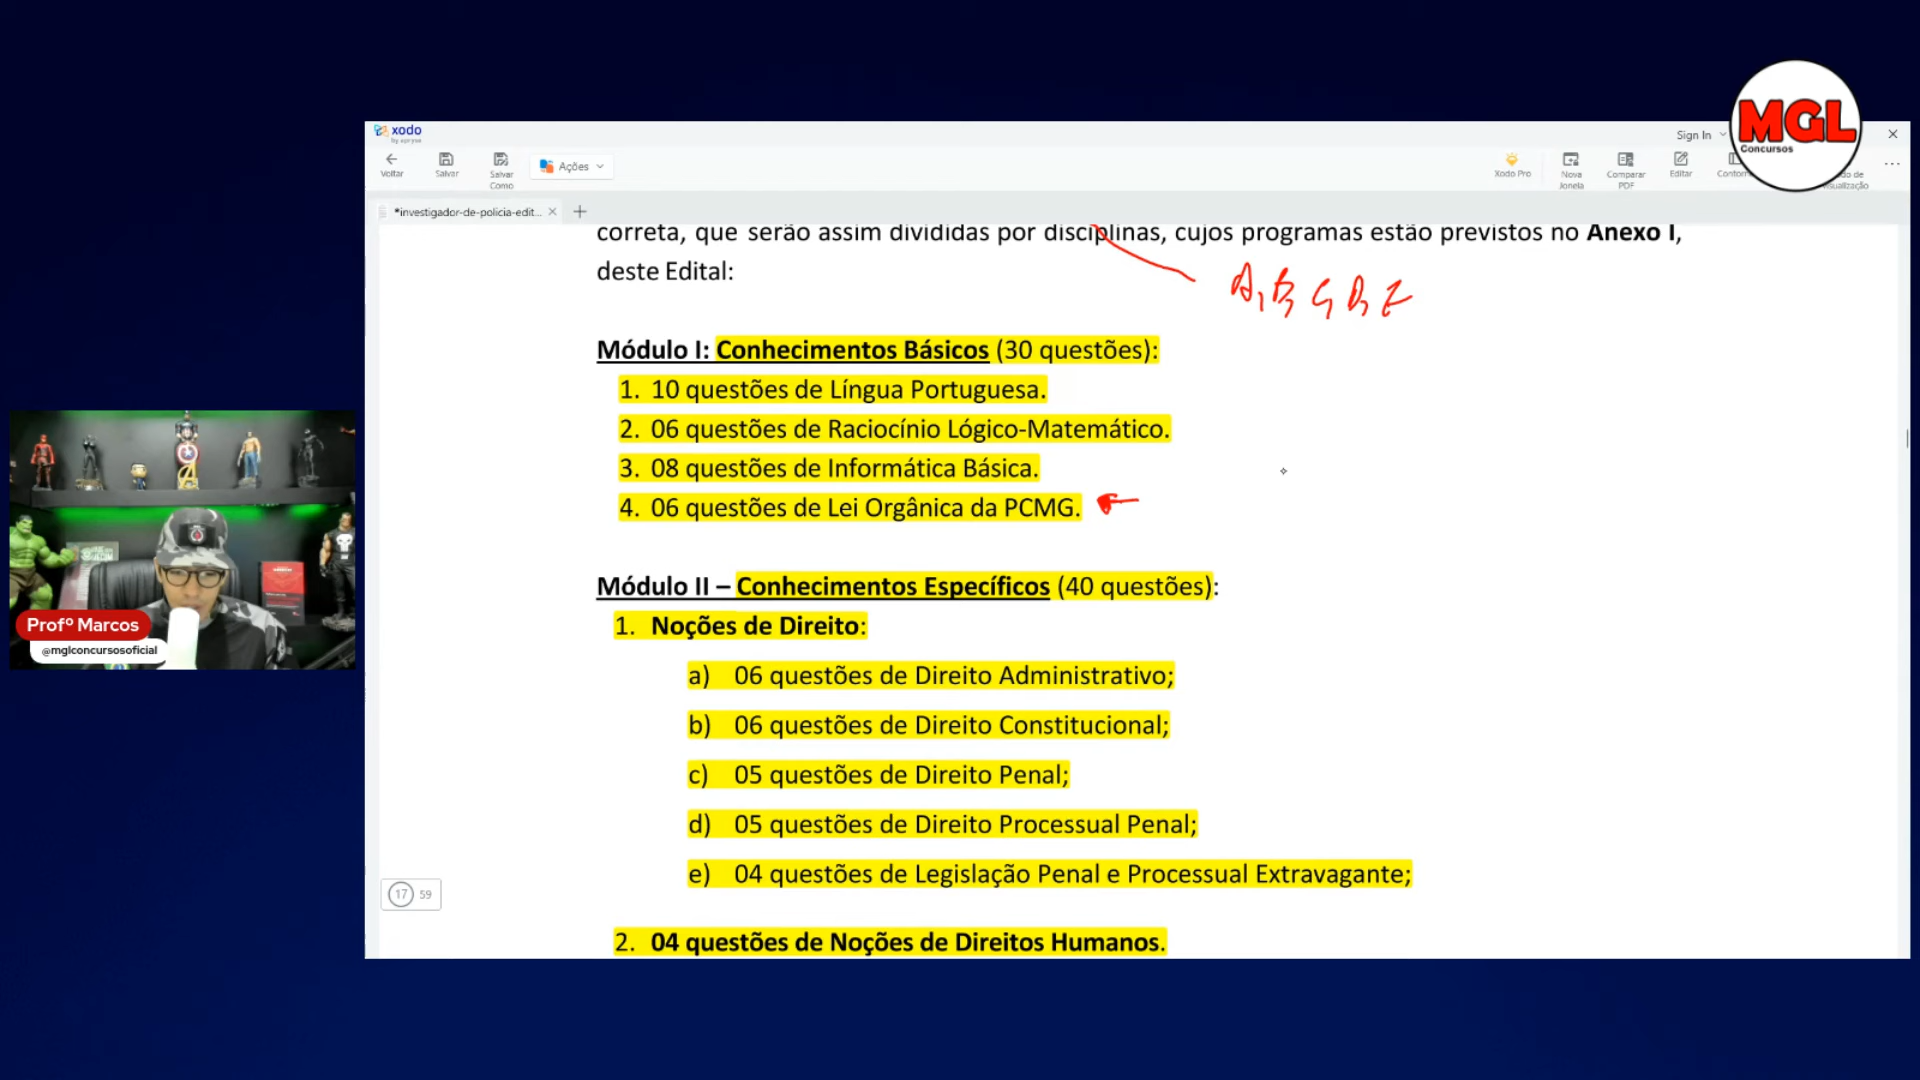 MGL
Concursos
xodo
by apryse
Sign In
Voltar
Salvar
Salvar Como
Ações
Xodo Pro
Nova Janela
Comparar PDF
Editar
*investigador-de-policia-edit...
correta, que serão assim divididas por disciplinas, cujos programas estão previstos no Anexo I,
deste Edital:
A, B, C, D, E
Módulo I: Conhecimentos Básicos (30 questões):
1. 10 questões de Língua Portuguesa.
2. 06 questões de Raciocínio Lógico-Matemático.
3. 08 questões de Informática Básica.
4. 06 questões de Lei Orgânica da PCMG.
Módulo II – Conhecimentos Específicos (40 questões):
1. Noções de Direito:
a) 06 questões de Direito Administrativo;
b) 06 questões de Direito Constitucional;
c) 05 questões de Direito Penal;
d) 05 questões de Direito Processual Penal;
e) 04 questões de Legislação Penal e Processual Extravagante;
2. 04 questões de Noções de Direitos Humanos.
17 59
Profº Marcos
@mglconcursosoficial